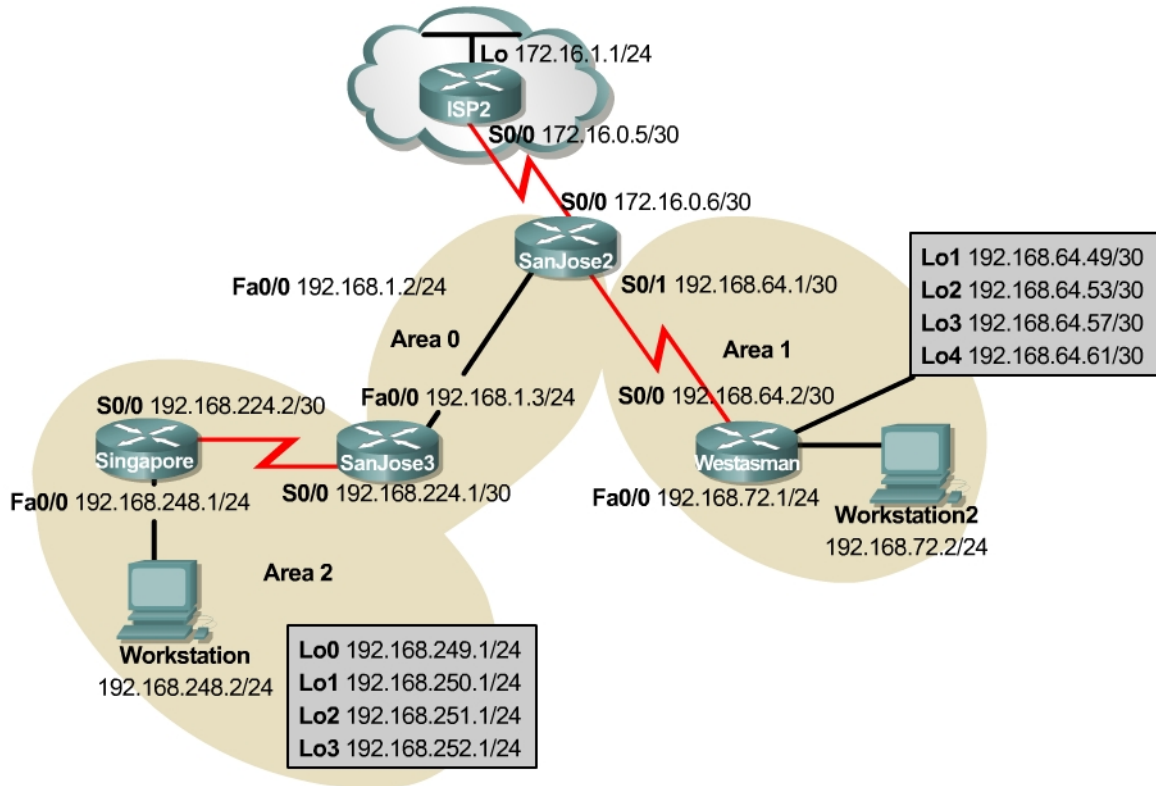 Lo 172.16.1.1/24
ISP2
S0/0 172.16.0.5/30
S0/0 172.16.0.6/30
SanJose2
Fa0/0 192.168.1.2/24
S0/1 192.168.64.1/30
Lo1 192.168.64.49/30
Lo2 192.168.64.53/30
Lo3 192.168.64.57/30
Lo4 192.168.64.61/30
Area 0
Area 1
Fa0/0 192.168.1.3/24
S0/0 192.168.64.2/30
S0/0 192.168.224.2/30
Singapore
SanJose3
Westasman
S0/0 192.168.224.1/30
Fa0/0 192.168.248.1/24
Fa0/0 192.168.72.1/24
Workstation2
192.168.72.2/24
Area 2
Workstation
192.168.248.2/24
Lo0 192.168.249.1/24
Lo1 192.168.250.1/24
Lo2 192.168.251.1/24
Lo3 192.168.252.1/24